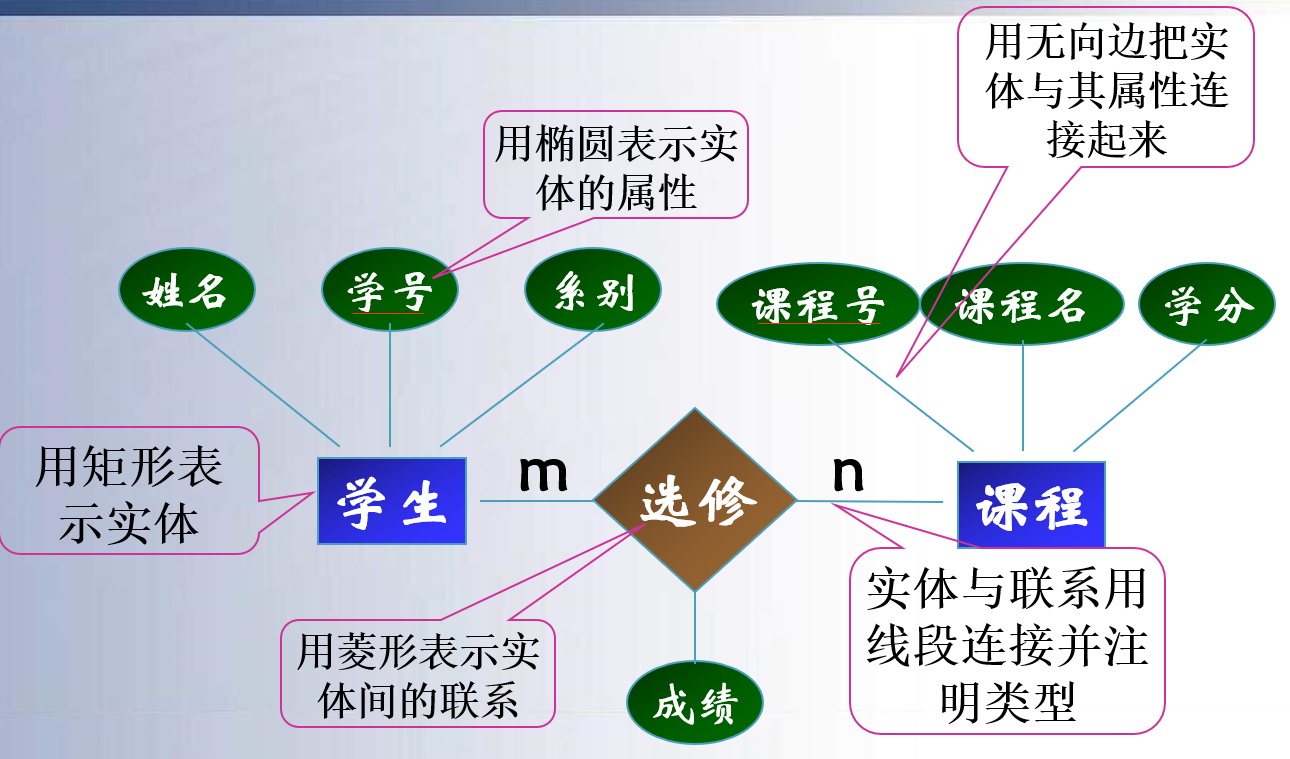 用无向边把实
体与其属性连
接起来
用椭圆表示实
体的属性
姓名
学号
系别
课程号
课程名
学分
用矩形表
示实体
学生
m
选修
n
课程
用菱形表示实
体间的联系
成绩
实体与联系用
线段连接并注
明类型